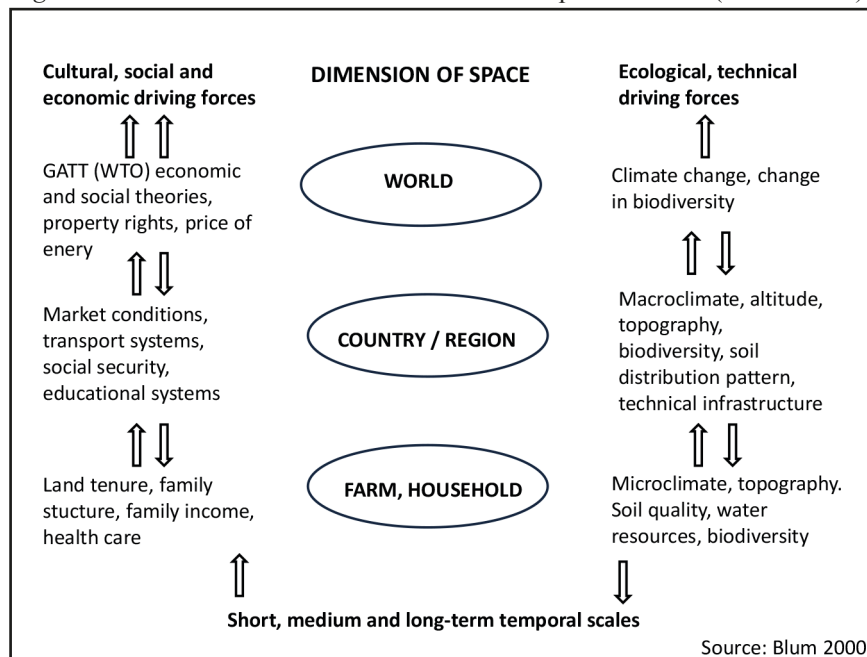 Cultural, social and
economic driving forces
DIMENSION OF SPACE
Ecological, technical
driving forces
GATT (WTO) economic
and social theories,
property rights, price of
enery
WORLD
Climate change, change
in biodiversity
Market conditions,
transport systems,
social security,
educational systems
COUNTRY / REGION
Macroclimate, altitude,
topography,
biodiversity, soil
distribution pattern,
technical infrastructure
Land tenure, family
stucture, family income,
health care
FARM, HOUSEHOLD
Microclimate, topography.
Soil quality, water
resources, biodiversity
Short, medium and long-term temporal scales
Source: Blum 2000